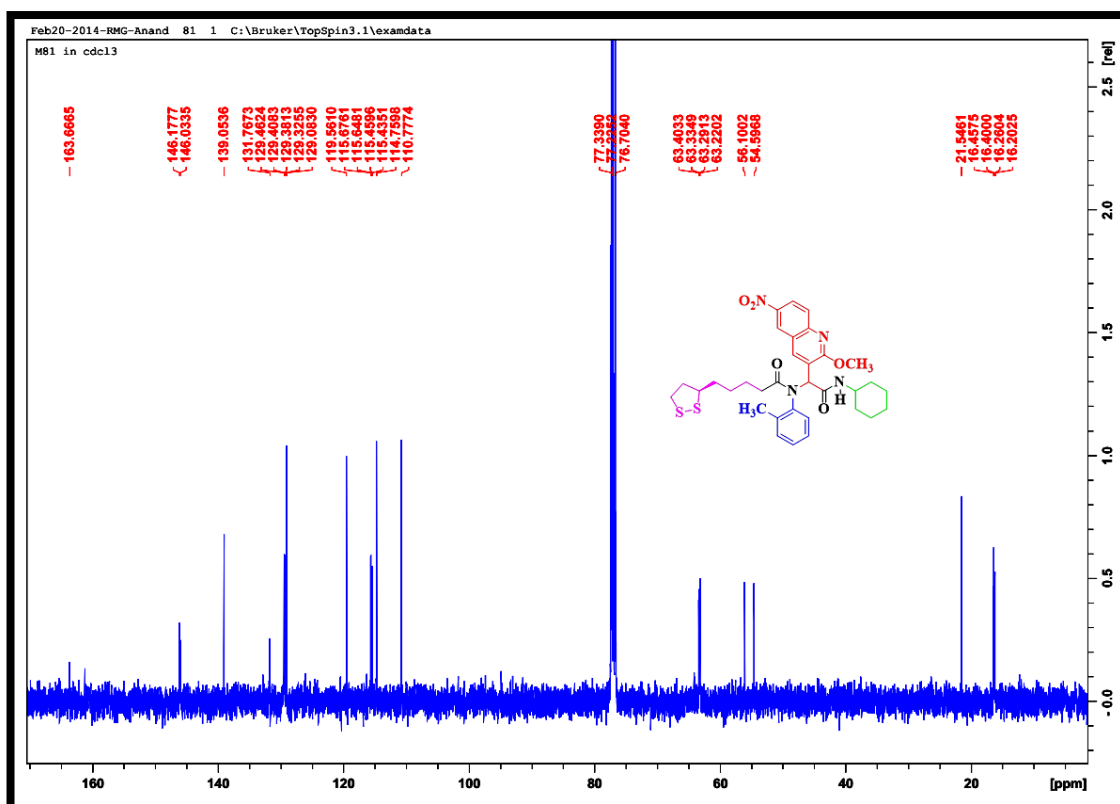 Feb20-2014-RMG-Anand 81 1 C:\Bruker\TopSpin3.1\examdata
M81 in cdcl3
[rel]
163.6665
146.1777
146.0335
139.0536
131.7673
129.4624
129.4083
129.3813
129.3255
129.0830
119.5610
115.6761
115.6481
115.4596
115.4351
114.7598
110.7774
77.3390
76.7040
63.4033
63.3349
63.2913
63.2202
56.1002
54.5968
21.5461
16.4575
16.4000
16.2604
16.2025
2.5
2.0
1.5
1.0
0.5
-0.0
O2N
N
OCH3
O
N
N
H
O
H3C
S
S
160
140
120
100
80
60
40
20
[ppm]